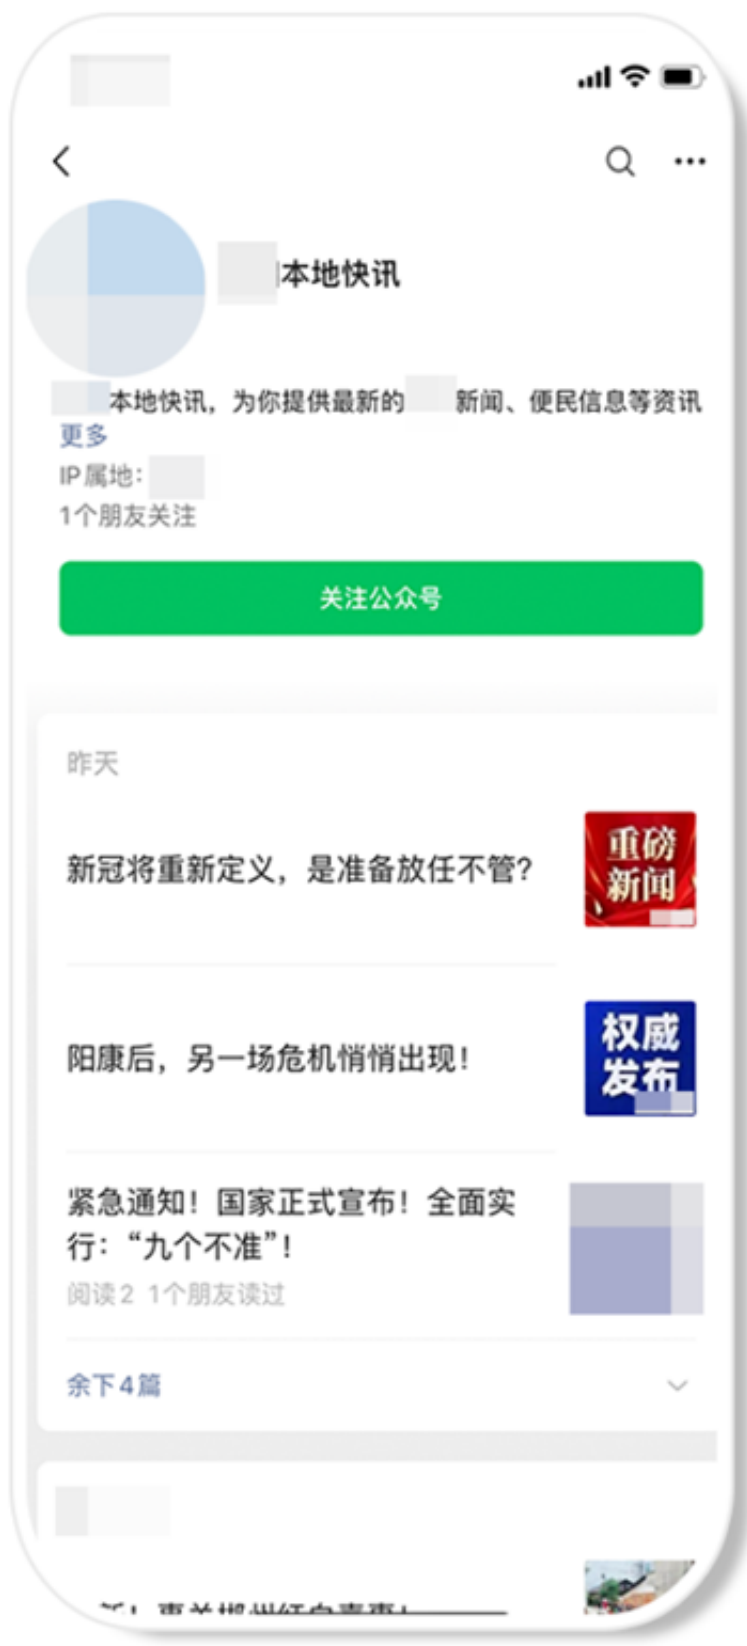 本地快讯
本地快讯，为你提供最新的 新闻、便民信息等资讯
更多
IP属地：
1个朋友关注
关注公众号
昨天
新冠将重新定义，是准备放任不管？
重磅
新闻
阳康后，另一场危机悄悄出现！
权威
发布
紧急通知！国家正式宣布！全面实
行：“九个不准”！
阅读2 1个朋友读过
余下4篇